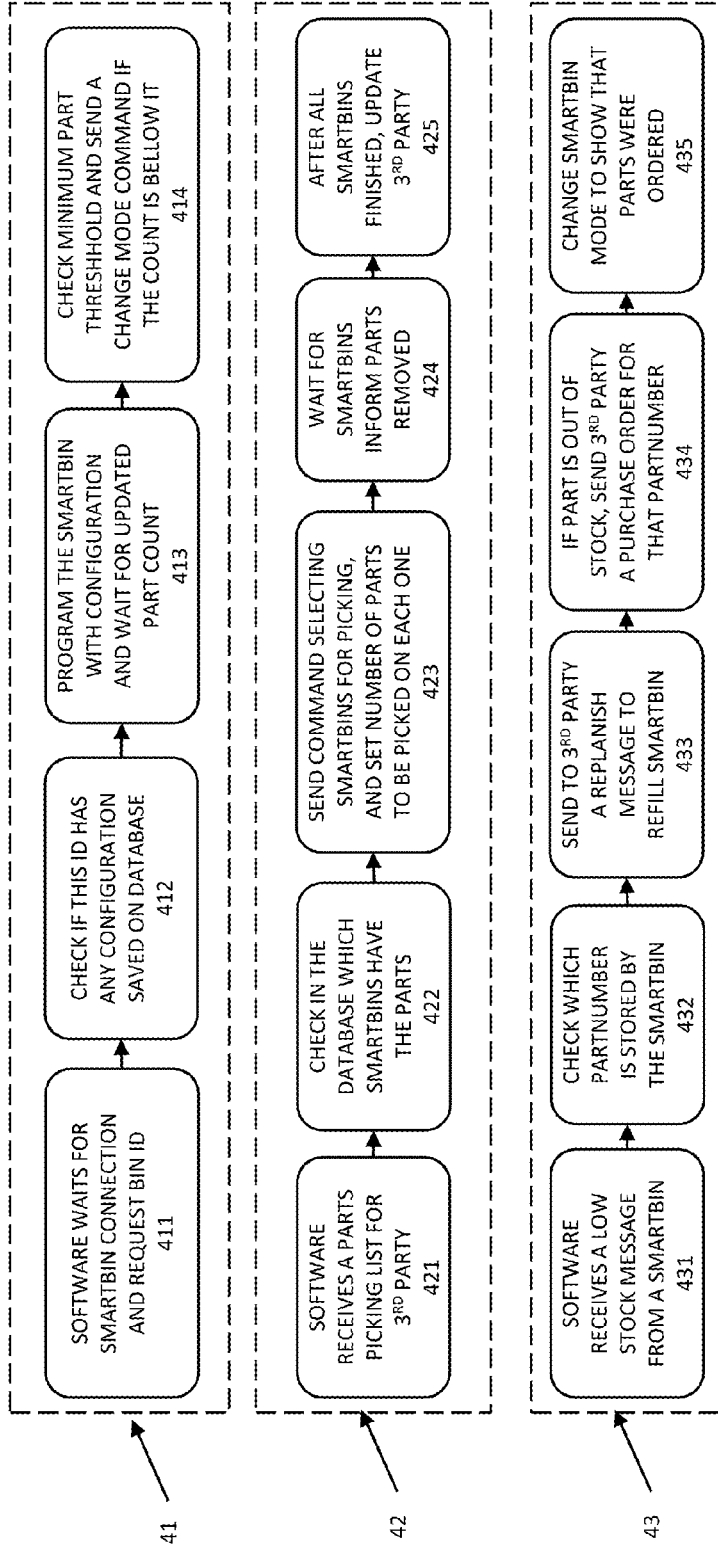 41
SOFTWARE WAITS FOR
SMARTBIN CONNECTION
AND REQUEST BIN ID
411
CHECK IF THIS ID HAS
ANY CONFIGURATION
SAVED ON DATABASE
412
PROGRAM THE SMARTBIN
WITH CONFIGURATION
AND WAIT FOR UPDATED
PART COUNT
413
CHECK MINIMUM PART
THRESHHOLD AND SEND A
CHANGE MODE COMMAND IF
THE COUNT IS BELLOW IT
414
42
SOFTWARE
RECEIVES A PARTS
PICKING LIST FOR
3RD PARTY
421
CHECK IN THE
DATABASE WHICH
SMARTBINS HAVE
THE PARTS
422
SEND COMMAND SELECTING
SMARTBINS FOR PICKING,
AND SET NUMBER OF PARTS
TO BE PICKED ON EACH ONE
423
WAIT FOR
SMARTBINS
INFORM PARTS
REMOVED
424
AFTER ALL
SMARTBINS
FINISHED, UPDATE
3RD PARTY
425
43
SOFTWARE
RECEIVES A LOW
STOCK MESSAGE
FROM A SMARTBIN
431
CHECK WHICH
PARTNUMBER
IS STORED BY
THE SMARTBIN
432
SEND TO 3RD PARTY
A REPLANISH
MESSAGE TO
REFILL SMARTBIN
433
IF PART IS OUT OF
STOCK, SEND 3RD PARTY
A PURCHASE ORDER FOR
THAT PARTNUMBER
434
CHANGE SMARTBIN
MODE TO SHOW THAT
PARTS WERE
ORDERED
435